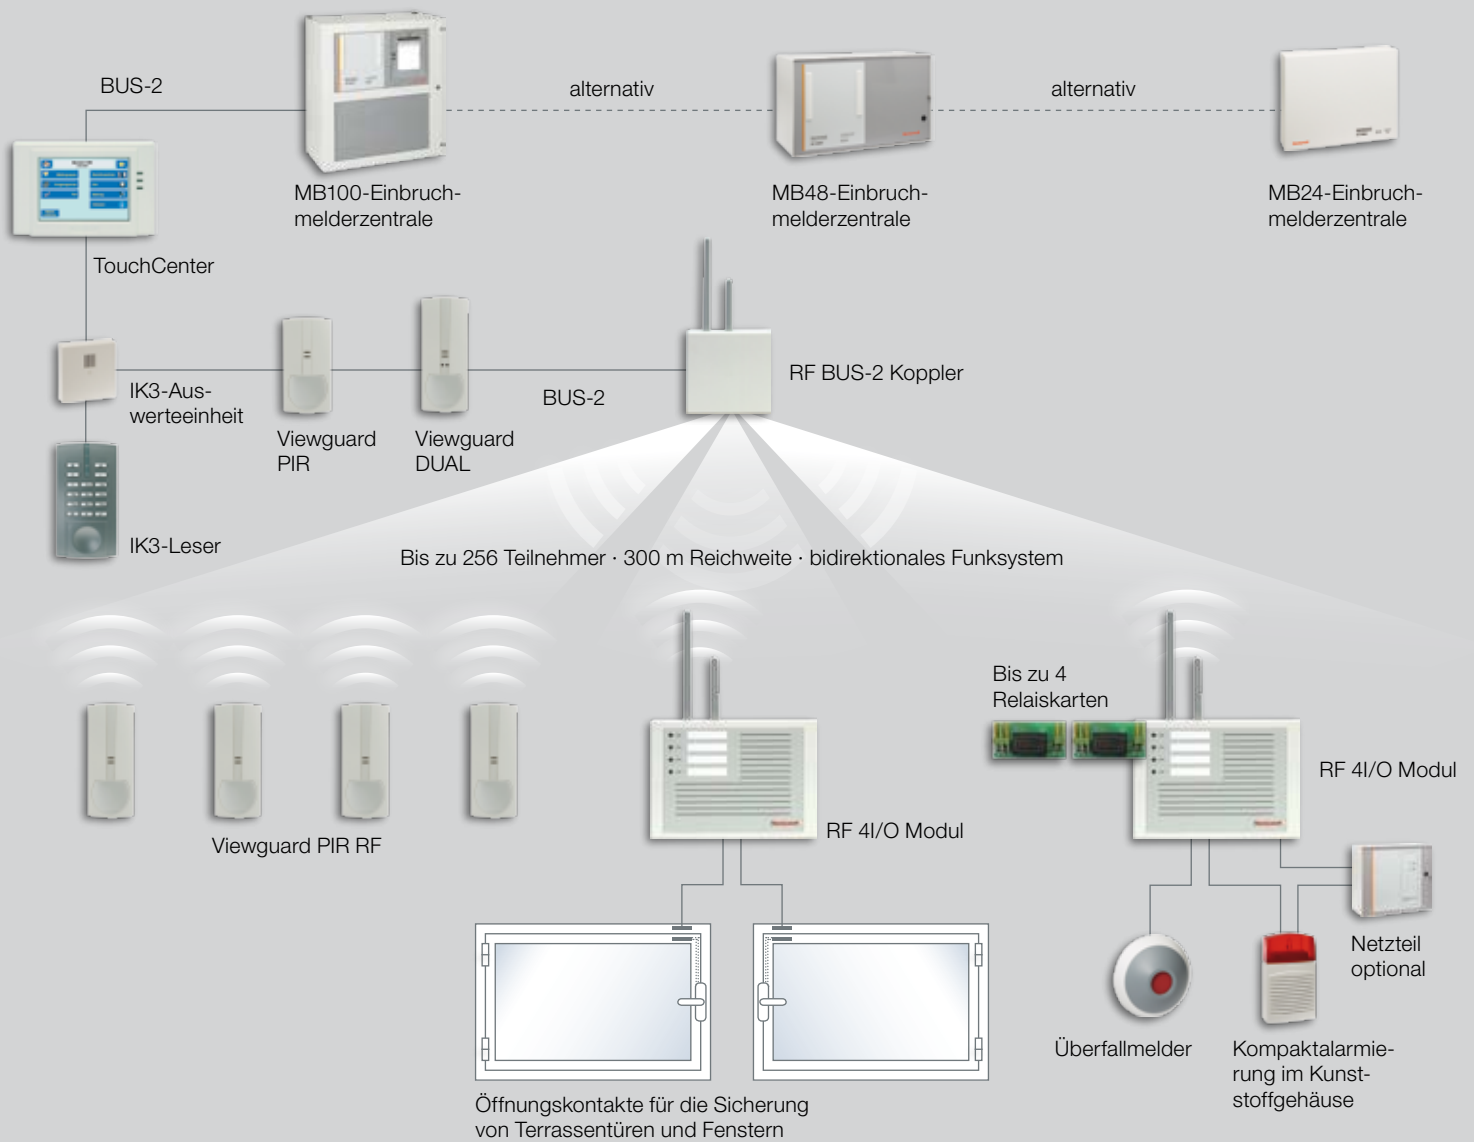 BUS-2
alternativ
alternativ
MB100-Einbruch-
melderzentrale
MB48-Einbruch-
melderzentrale
MB24-Einbruch-
melderzentrale
TouchCenter
IK3-Aus-
werteeinheit
Viewguard
PIR
Viewguard
DUAL
BUS-2
RF BUS-2 Koppler
IK3-Leser
Bis zu 256 Teilnehmer · 300 m Reichweite · bidirektionales Funksystem
Bis zu 4
Relaiskarten
RF 4I/O Modul
Viewguard PIR RF
RF 4I/O Modul
Netzteil
optional
Überfallmelder
Kompaktalarmie-
rung im Kunst-
stoffgehäuse
Öffnungskontakte für die Sicherung
von Terrassentüren und Fenstern